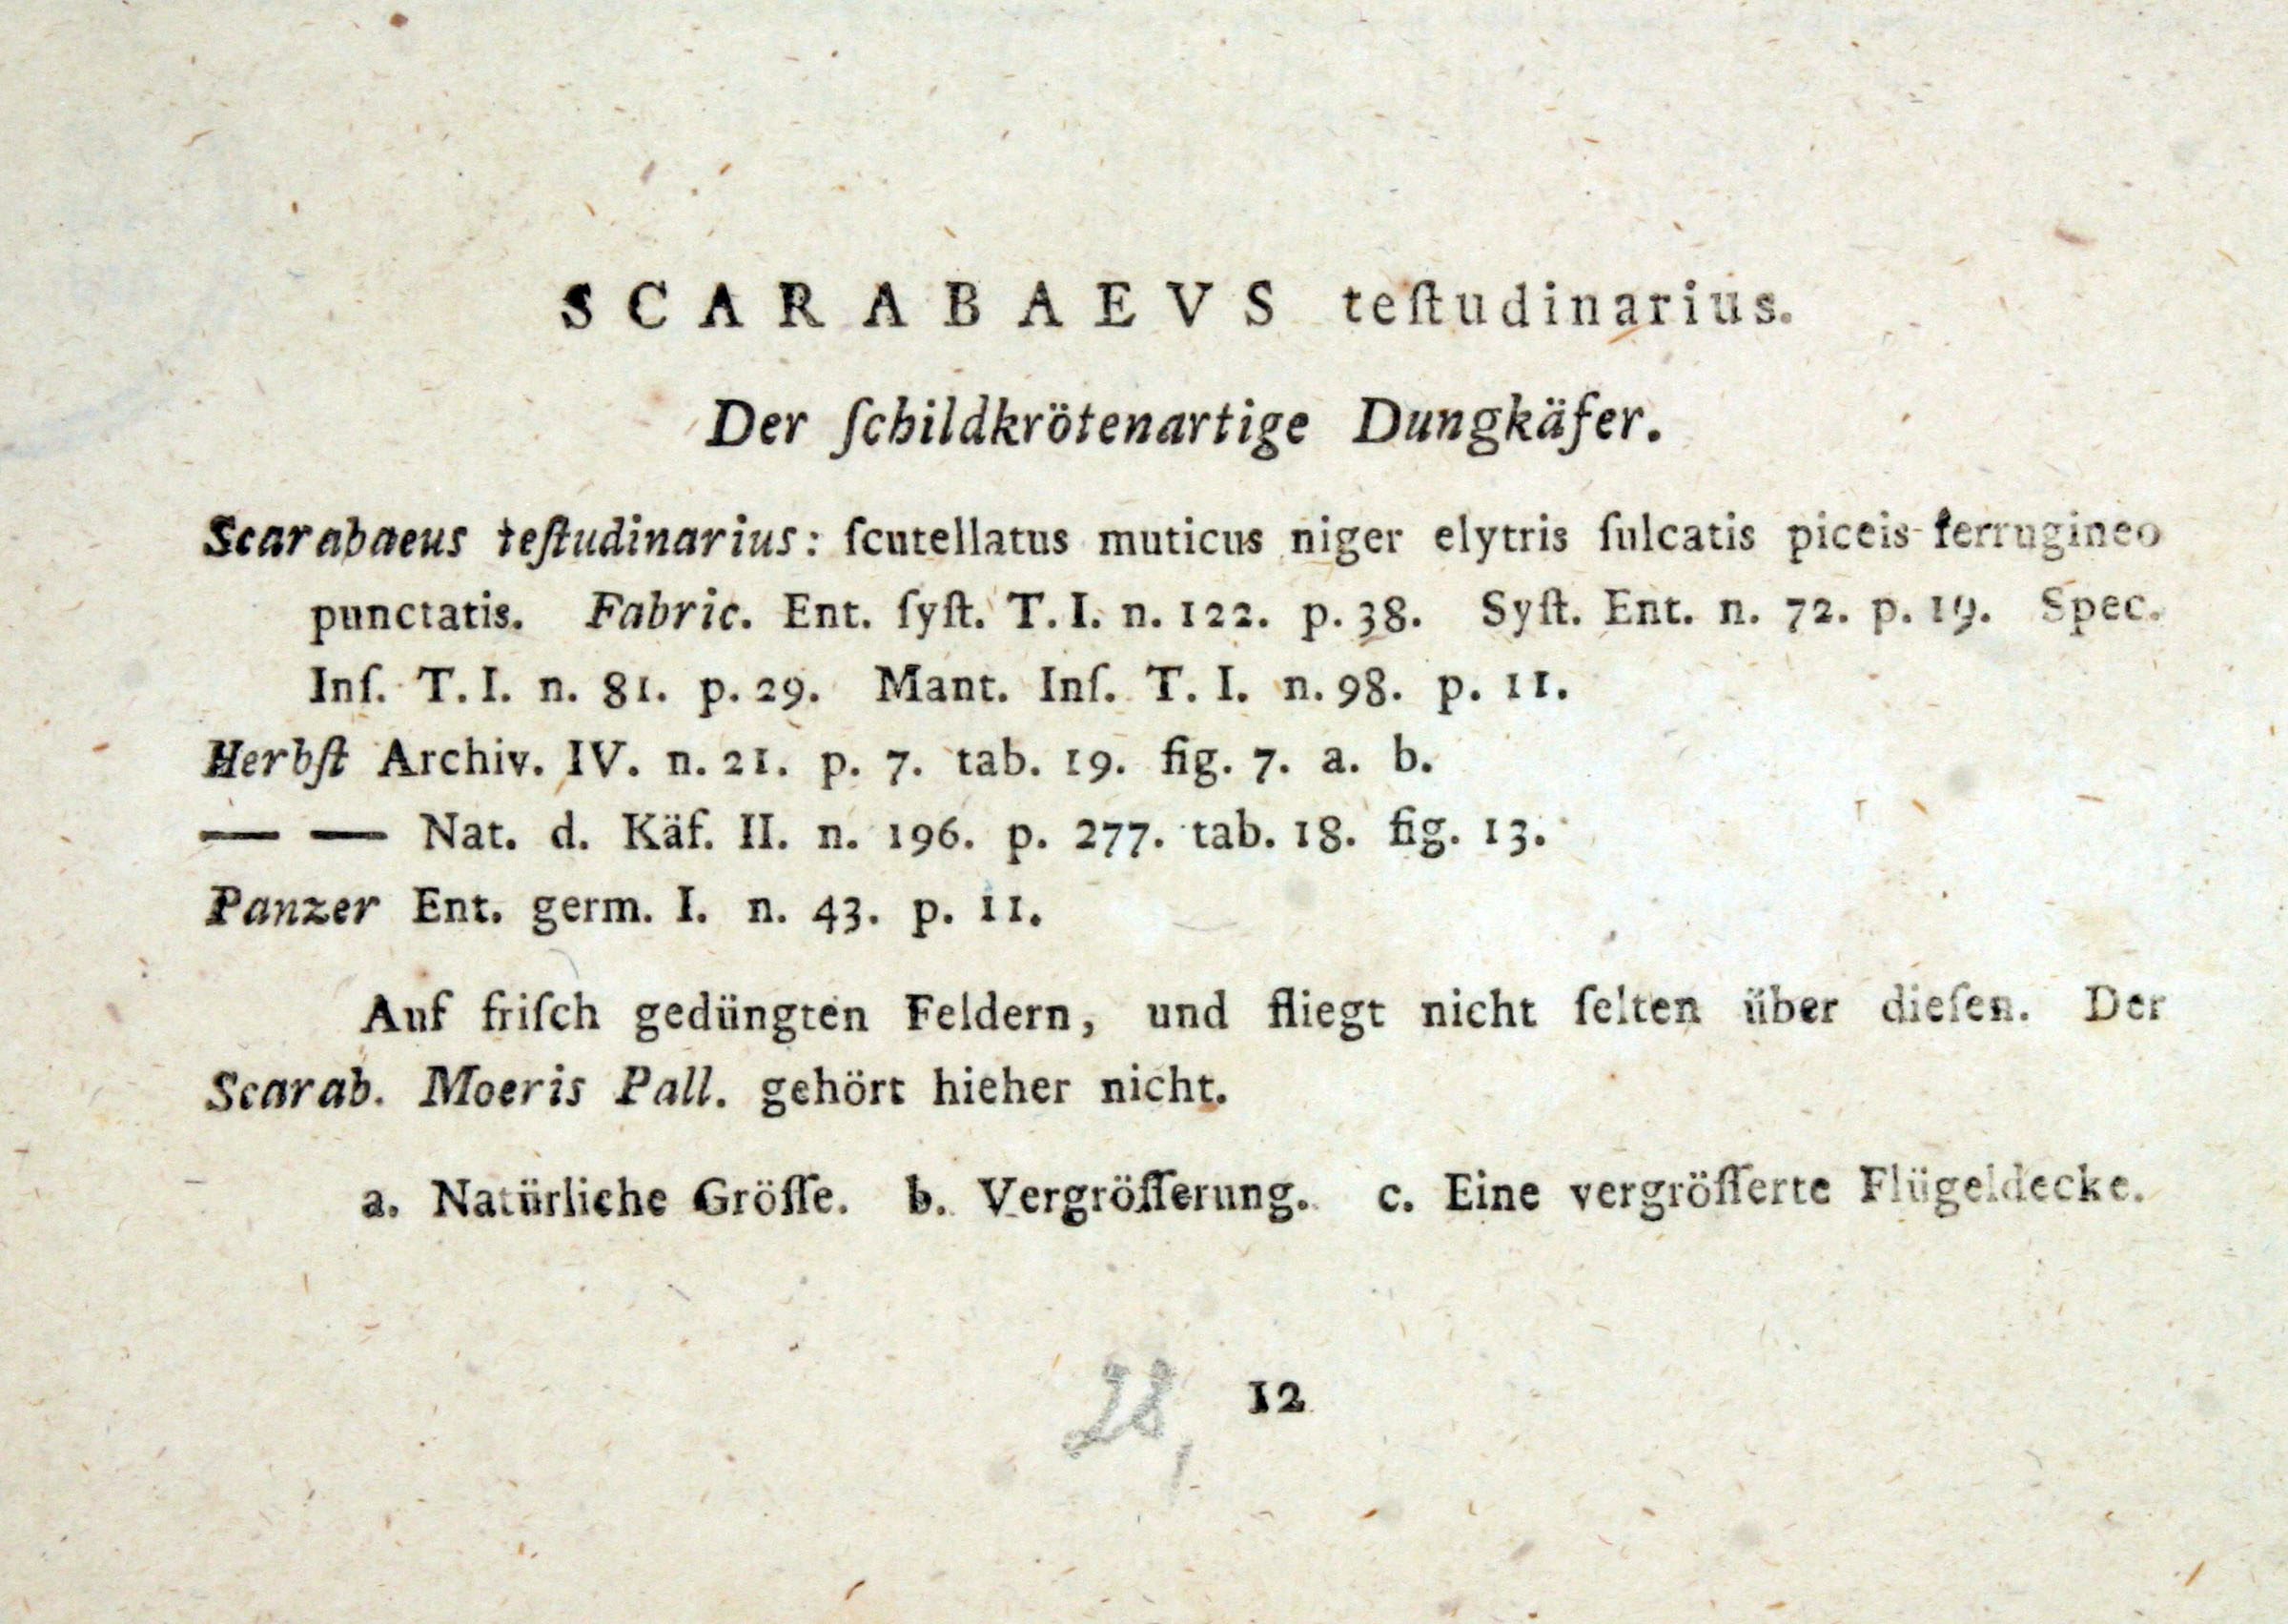 SCARABAEVS teſtudinarius.
Der ſchildkrötenartige Dungkäfer.
Scarabaeus teſtudinarius: ſcutellatus muticus niger elytris ſulcatis piceis ferrugineo
punctatis. Fabric. Ent. ſyſt. T. I. n. 122. p. 38. Syſt. Ent. n. 72. p. 19. Spec.
Inſ. T. I. n. 81. p. 29. Mant. Inſ. T. I. n. 98. p. 11.
Herbſt Archiv. IV. n. 21. p. 7. tab. 19. fig. 7. a. b.
— — Nat. d. Käf. II. n. 196. p. 277. tab. 18. fig. 13.
Panzer Ent. germ. I. n. 43. p. 11.
Auf friſch gedüngten Feldern, und fliegt nicht ſelten über dieſen. Der
Scarab. Moeris Pall. gehört hieher nicht.
a. Natürliche Gröſſe. b. Vergröſſerung. c. Eine vergröſſerte Flügeldecke.
28, 12